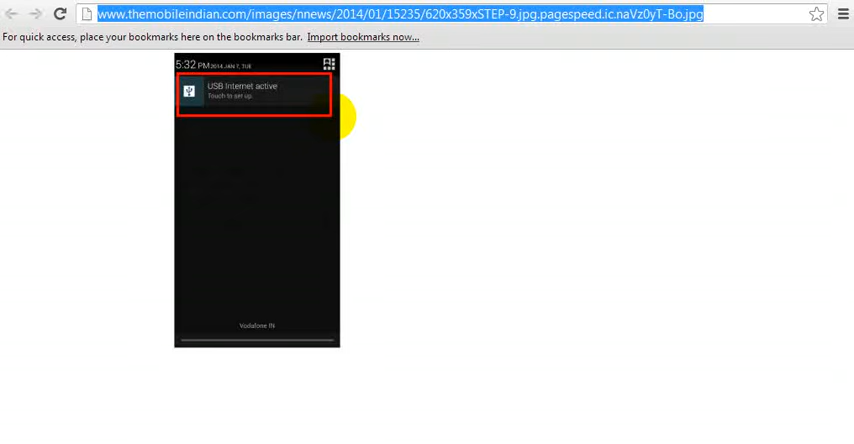 www.themobileindian.com/images/nnews/2014/01/15235/620x359xSTEP-9.jpg.pagespeed.ic.naVz0yT-Bo.jpg
For quick access, place your bookmarks here on the bookmarks bar. Import bookmarks now...
5:32 PM 2014 JAN 7, TUE
USB Internet active
Touch to set up.
Vodafone IN